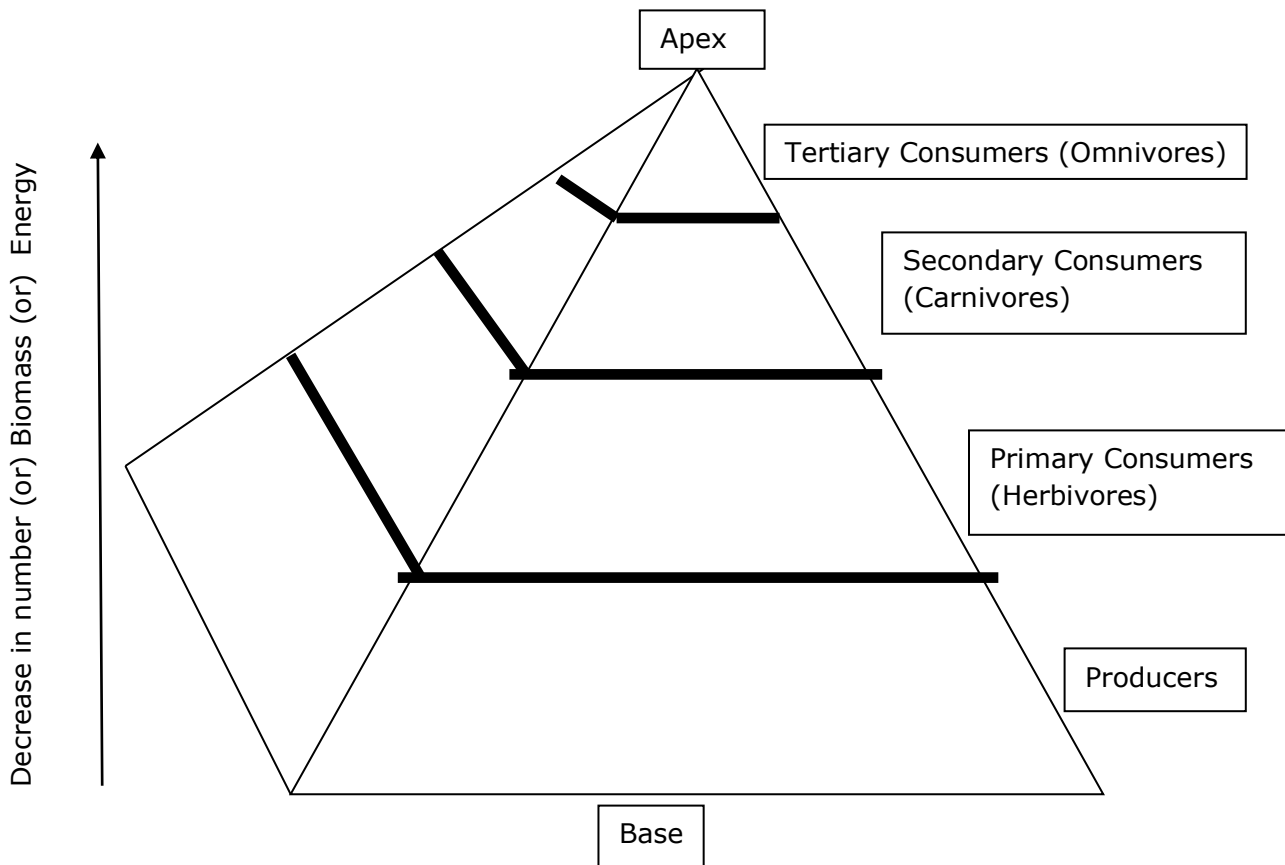 Apex
Tertiary Consumers (Omnivores)
Secondary Consumers
(Carnivores)
Primary Consumers
(Herbivores)
Producers
Base
Decrease in number (or) Biomass (or) Energy